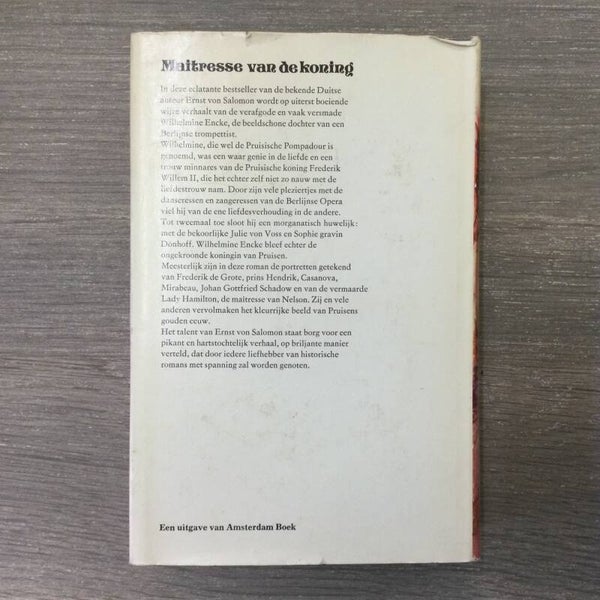 Maitresse van de koning
In deze eclatante bestseller van de bekende Duitse
auteur Ernst von Salomon wordt op uiterst boeiende
wijze verhaald van de verafgode en vaak versmade
Wilhelmine Encke, de beeldschone dochter van een
Berlijnse trompettist.
Wilhelmine, die wel de Pruisische Pompadour is
genoemd, was een waar genie in de liefde en een
trouw minnares van de Pruisische koning Frederik
Willem II, die het echter zelf niet zo nauw met de
liefdestrouw nam. Door zijn vele pleziertjes met de
danseressen en zangeressen van de Berlijnse Opera
viel hij van de ene liefdesverhouding in de andere.
Tot tweemaal toe sloot hij een morganatisch huwelijk:
met de bekoorlijke Julie von Voss en Sophie gravin
Dönhoff. Wilhelmine Encke bleef echter de
ongekroonde koningin van Pruisen.
Meesterlijk zijn in deze roman de portretten getekend
van Frederik de Grote, prins Hendrik, Casanova,
Mirabeau, Johan Gottfried Schadow en van de vermaarde
Lady Hamilton, de maitresse van Nelson. Zij en vele
anderen vervolmaken het kleurrijke beeld van Pruisens
gouden eeuw.
Het talent van Ernst von Salomon staat borg voor een
pikant en hartstochtelijk verhaal, op briljante manier
verteld, dat door iedere liefhebber van historische
romans met spanning zal worden genoten.
Een uitgave van Amsterdam Boek